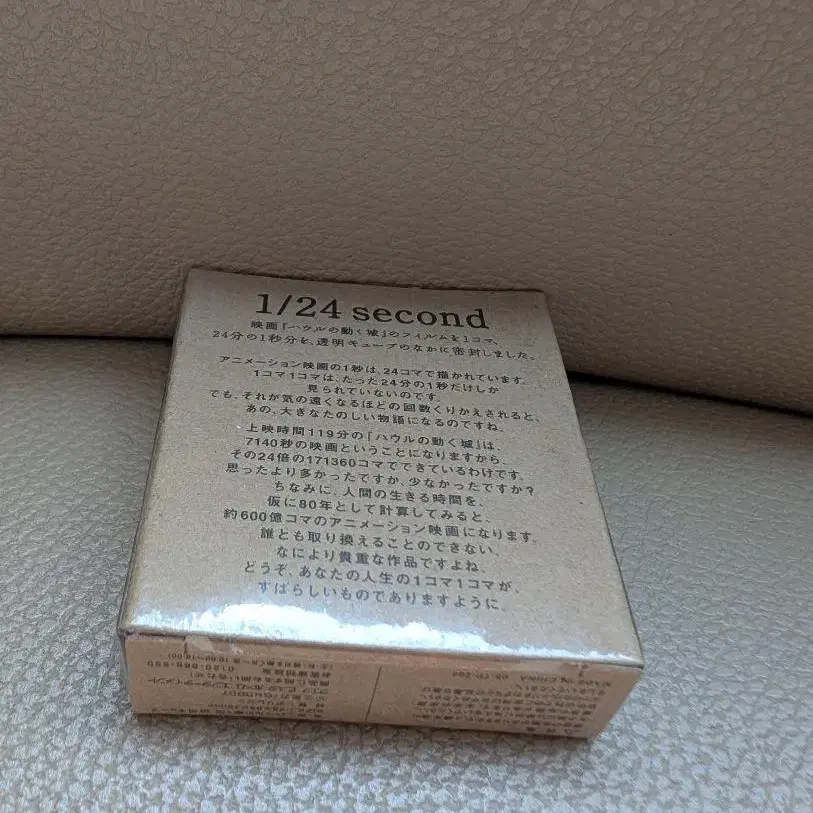 1/24 second
映画『ハウルの動く城』のフィルムを1コマ、
24分の1秒分を、透明キューブのなかに密封しました。
アニメーション映画の1秒は、24コマで描かれています。
1コマ1コマは、たった24分の1秒だけしか
見られていないのです。
でも、それが気の遠くなるほどの回数くりかえされると、
あの、大きなたのしい物語になるのですね。
上映時間119分の『ハウルの動く城』は、
7140秒の映画ということになりますから、
その24倍の171360コマでできているわけです。
思ったより多かったですか、少なかったですか?
ちなみに、人間の生きる時間を、
仮に80年として計算してみると、
約600億コマのアニメーション映画になります。
誰とも取り換えることのできない、
なにより貴重な作品ですよね。
どうぞ、あなたの人生の1コマ1コマが、
すばらしいものでありますように。